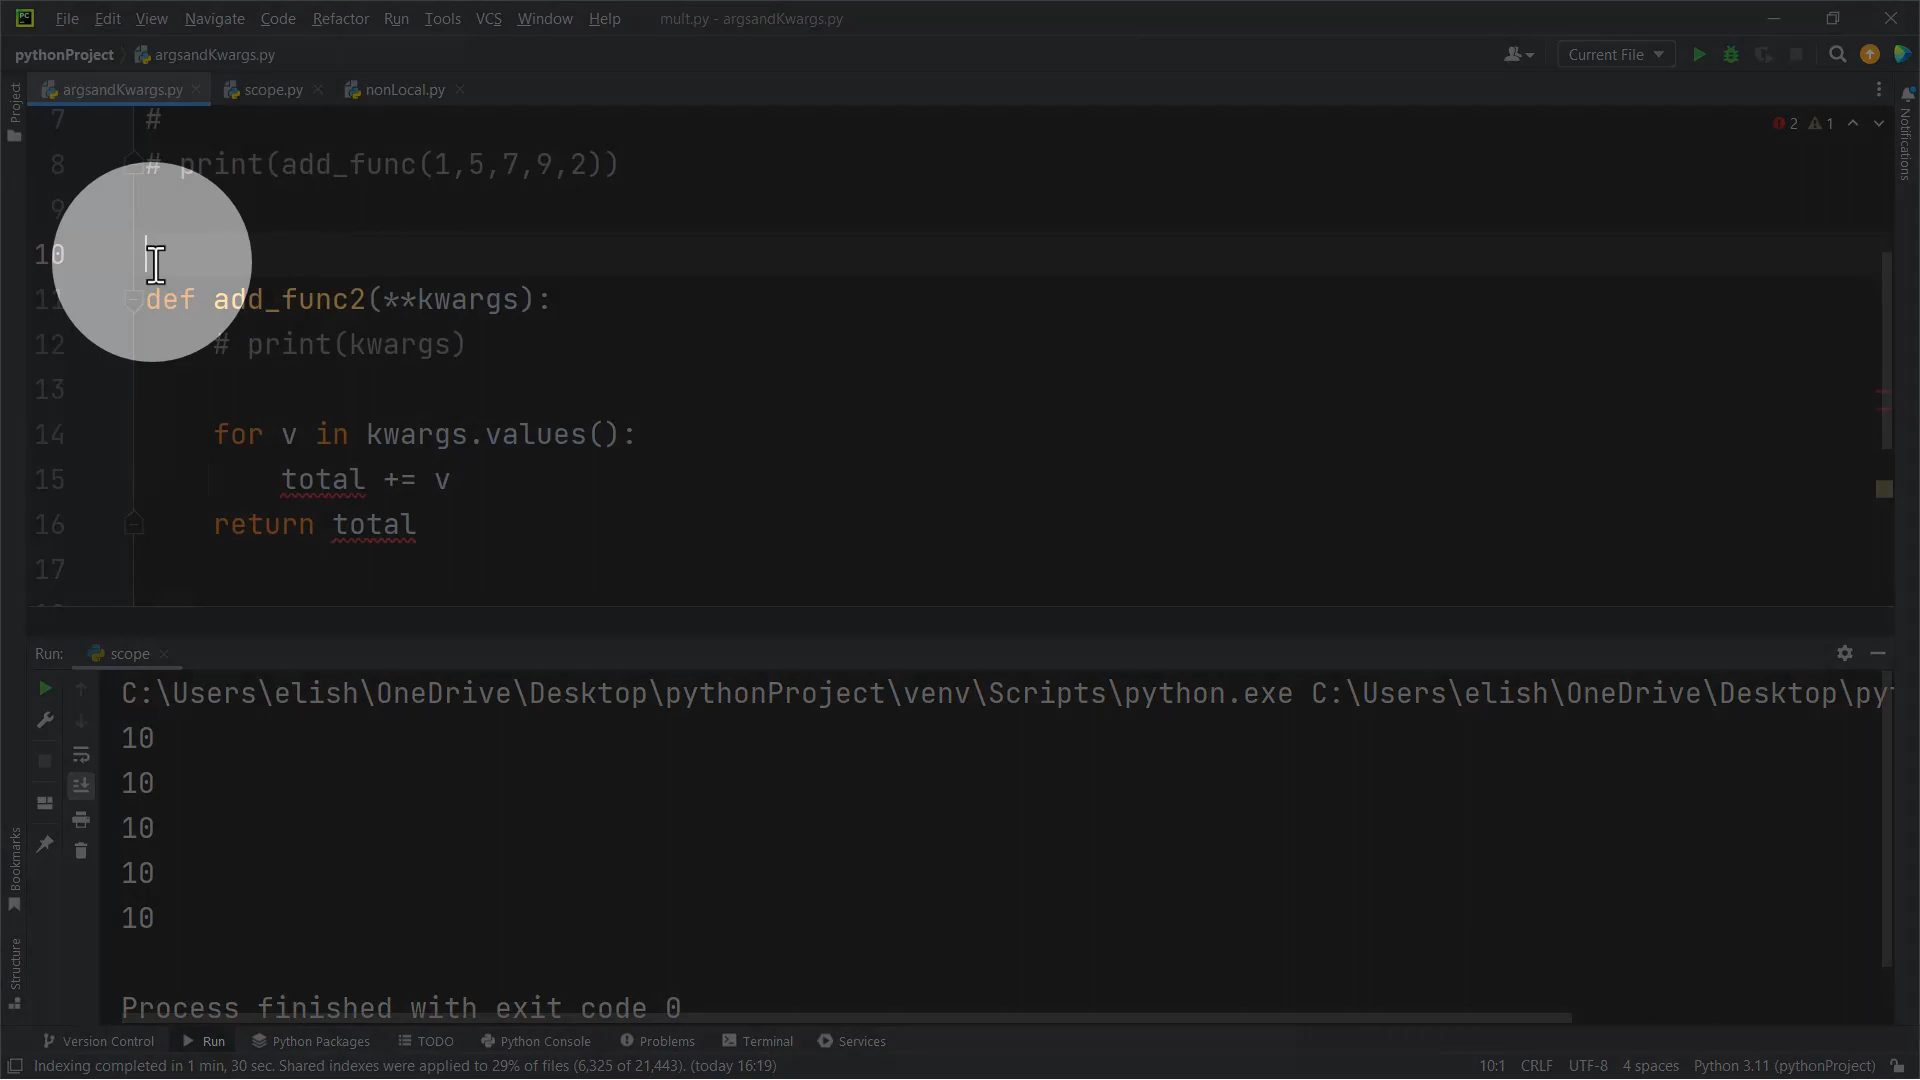 PC File Edit View Navigate Code Refactor Run Tools VCS Window Help mult.py - argsandKwargs.py
pythonProject argsandKwargs.py Current File
argsandKwargs.py scope.py nonLocal.py
Project
Notifications
2 1
7 #
8 # print(add_func(1,5,7,9,2))
9
10
11 def add_func2(**kwargs):
12 # print(kwargs)
13
14 for v in kwargs.values():
15 total += v
16 return total
17
Run: scope
C:\Users\elish\OneDrive\Desktop\pythonProject\venv\Scripts\python.exe C:\Users\elish\OneDrive\Desktop\py
10
10
10
10
10
Process finished with exit code 0
Bookmarks
Structure
Version Control Run Python Packages TODO Python Console Problems Terminal Services
Indexing completed in 1 min, 30 sec. Shared indexes were applied to 29% of files (6,325 of 21,443). (today 16:19) 10:1 CRLF UTF-8 4 spaces Python 3.11 (pythonProject)